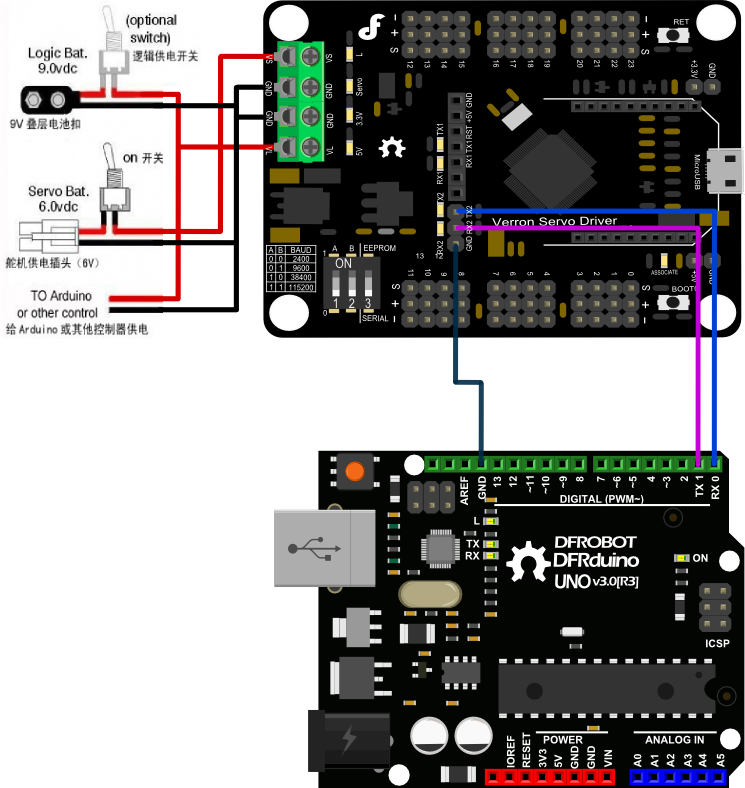 (optional
switch)
逻辑供电开关
Logic Bat.
9.0vdc
9V 叠层电池扣
on 开关
Servo Bat.
6.0vdc
舵机供电插头（6V）
TO Arduino
or other control
给 Arduino 或其他控制器供电
VS
GND
GND
VL
VS
GND
GND
VL
L
Servo
3.3V
5V
−
+
S
12
13
14
15
16
17
18
19
20
21
22
23
−
+
S
RET
+3.3V
GND
+5V GND
TX1 RST
RX1
TX1
RX1
TX2
RX2
TX2
RX2
GND
MicroUSB
Verron Servo Driver
A B BAUD
0 0 2400
0 1 9600
1 0 38400
1 1 115200
1 A B EEPROM
ON
1 2 3
0 SERIAL
13
12
11
10
9
8
S
+
−
7
6
5
4
3
2
1
0
S
+
−
ASSOCIATE
+5V
GND
BOOT
AREF
GND
13
12
~11
~10
~9
8
7
~6
~5
4
~3
2
TX 1
RX 0
DIGITAL (PWM~)
L
TX
RX
DFROBOT
DFRduino
UNO v3.0[R3]
ON
ICSP
POWER
ANALOG IN
IOREF
RESET
3V3
5V
GND
GND
VIN
A0
A1
A2
A3
A4
A5